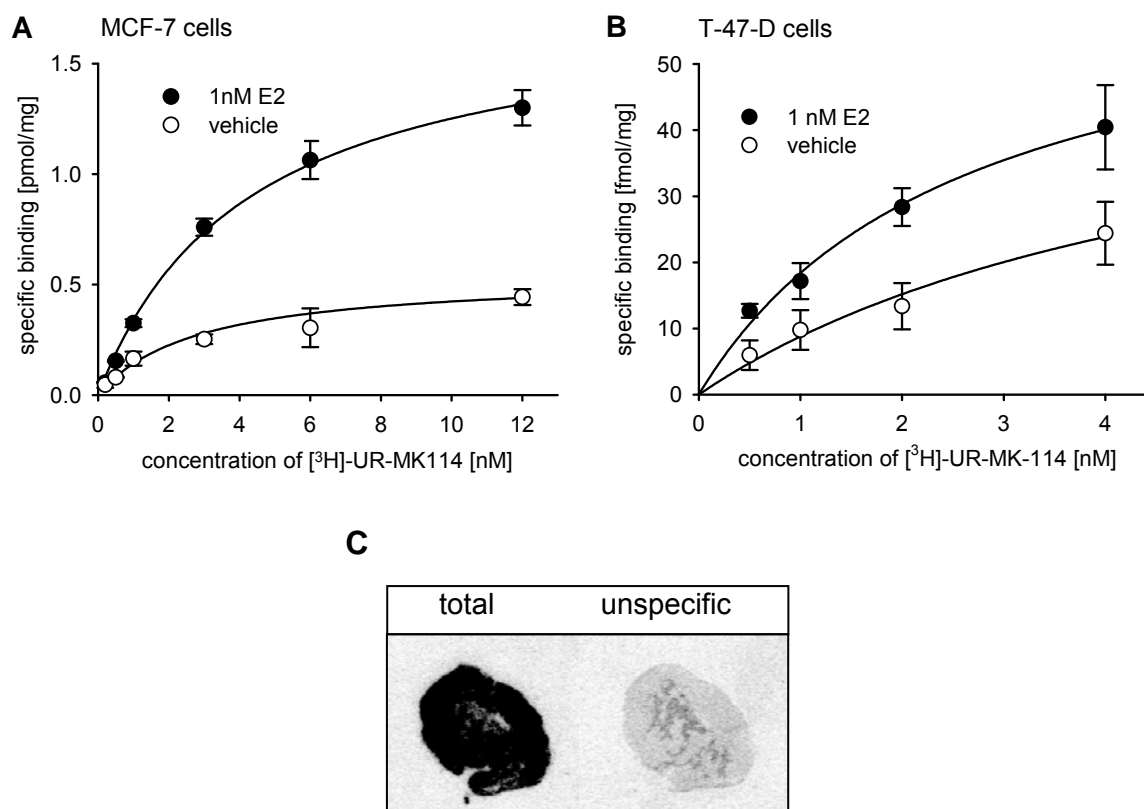 A MCF-7 cells
1.5
1.0
0.5
0.0
specific binding [pmol/mg]
1nM E2
vehicle
0 2 4 6 8 10 12
concentration of [³H]-UR-MK114 [nM]
B T-47-D cells
50
40
30
20
10
0
specific binding [fmol/mg]
1 nM E2
vehicle
0 1 2 3 4
concentration of [³H]-UR-MK-114 [nM]
C
total unspecific